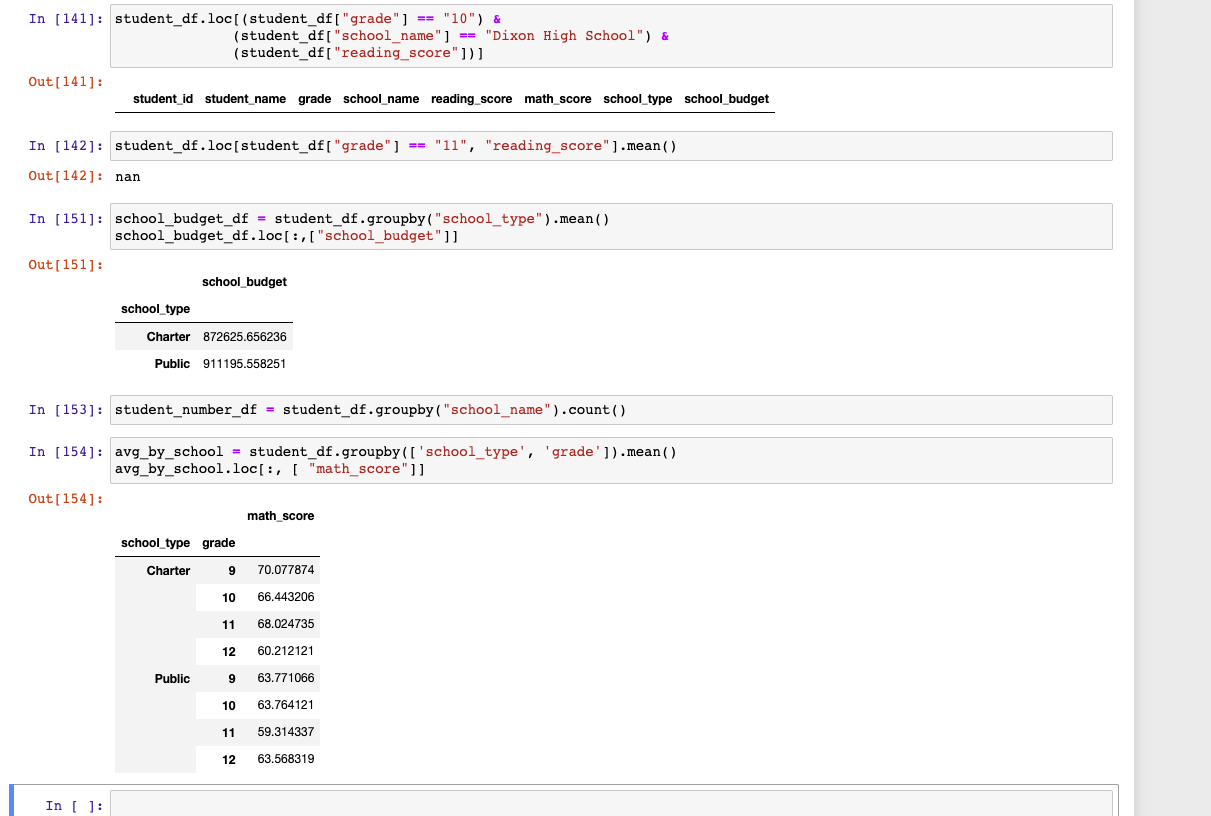 In [141]: student_df.loc[(student_df["grade"] == "10") &
(student_df["school_name"] == "Dixon High School") &
(student_df["reading_score"])]
Out[141]:
student_id student_name grade school_name reading_score math_score school_type school_budget
In [142]: student_df.loc[student_df["grade"] == "11", "reading_score"].mean()
Out[142]: nan
In [151]: school_budget_df = student_df.groupby("school_type").mean()
school_budget_df.loc[:,["school_budget"]]
Out[151]:
school_budget
school_type
Charter 872625.656236
Public 911195.558251
In [153]: student_number_df = student_df.groupby("school_name").count()
In [154]: avg_by_school = student_df.groupby(['school_type', 'grade']).mean()
avg_by_school.loc[:, [ "math_score"]]
Out[154]:
math_score
school_type grade
Charter 9 70.077874
10 66.443206
11 68.024735
12 60.212121
Public 9 63.771066
10 63.764121
11 59.314337
12 63.568319
In [ ]: